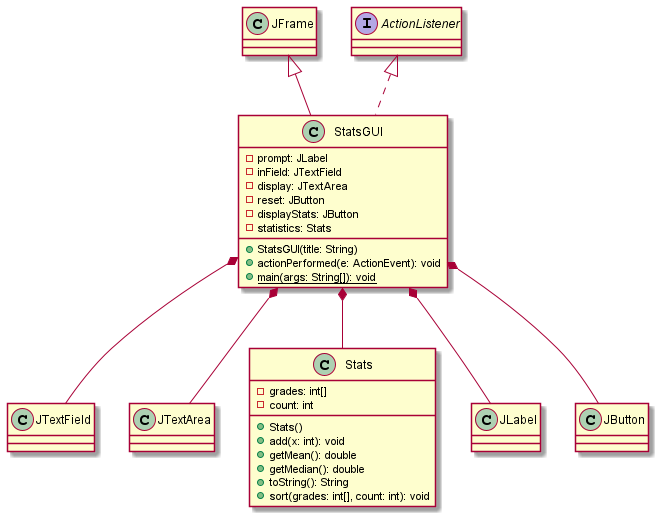 C JFrame
I ActionListener
C StatsGUI
prompt: JLabel
inField: JTextField
display: JTextArea
reset: JButton
displayStats: JButton
statistics: Stats
StatsGUI(title: String)
actionPerformed(e: ActionEvent): void
main(args: String[]): void
C Stats
grades: int[]
count: int
Stats()
add(x: int): void
getMean(): double
getMedian(): double
toString(): String
sort(grades: int[], count: int): void
C JTextField
C JTextArea
C JLabel
C JButton